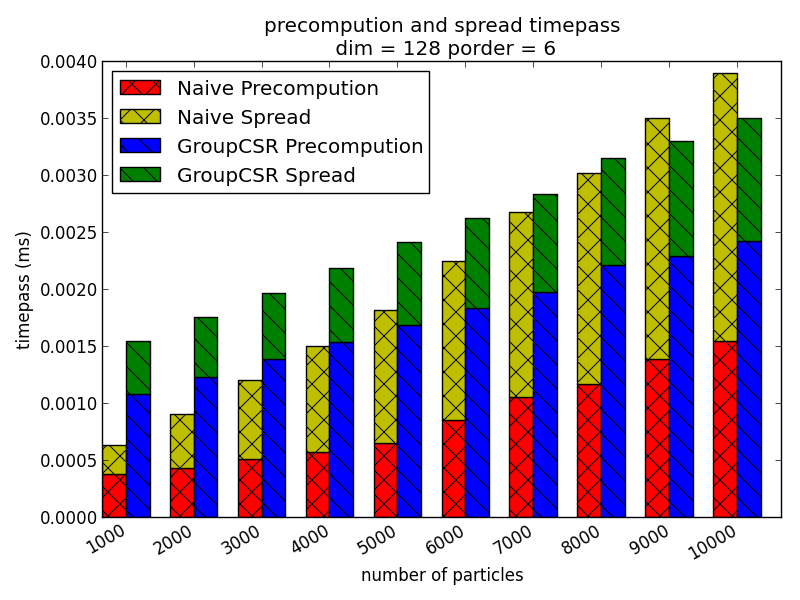 precompution and spread timepass
dim = 128 porder = 6
0.0040
0.0035
0.0030
0.0025
0.0020
0.0015
0.0010
0.0005
0.0000
timepass (ms)
Naive Precompution
Naive Spread
GroupCSR Precompution
GroupCSR Spread
1000 2000 3000 4000 5000 6000 7000 8000 9000 10000
number of particles